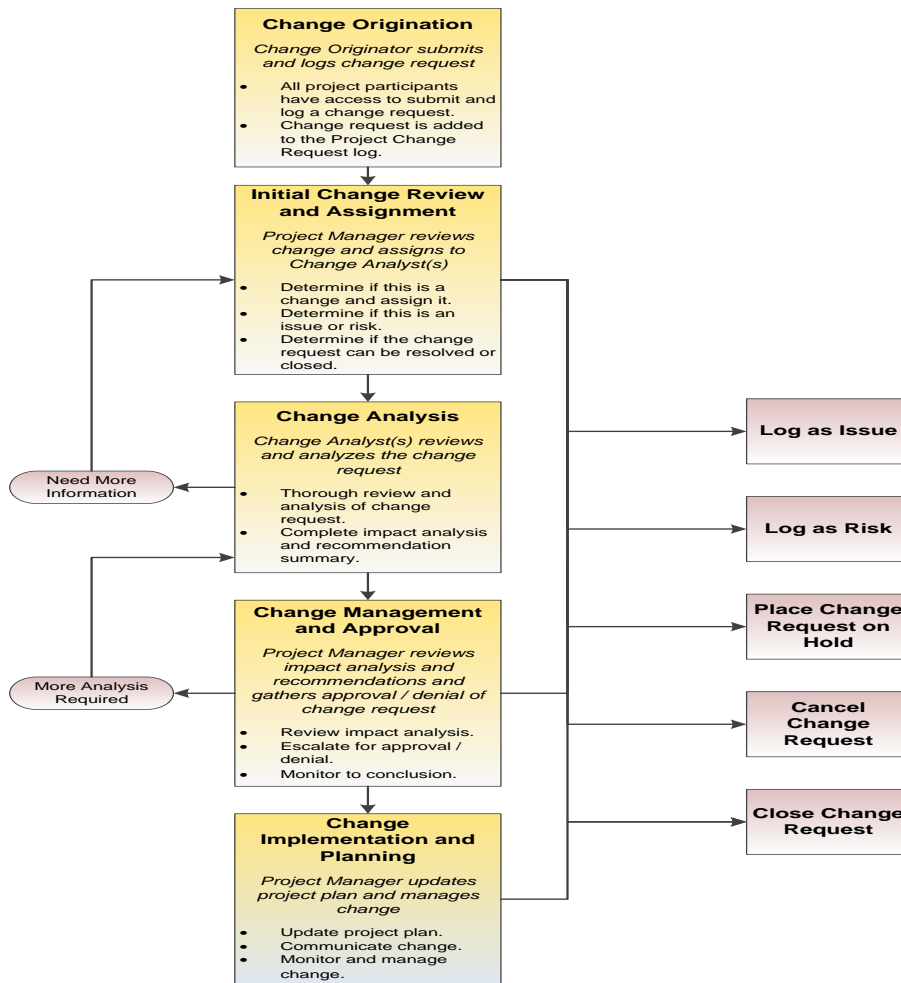 Change Origination
Change Originator submits
and logs change request
• All project participants
have access to submit and
log a change request.
• Change request is added
to the Project Change
Request log.
Initial Change Review
and Assignment
Project Manager reviews
change and assigns to
Change Analyst(s)
• Determine if this is a
change and assign it.
• Determine if this is an
issue or risk.
• Determine if the change
request can be resolved or
closed.
Change Analysis
Change Analyst(s) reviews
and analyzes the change
request
• Thorough review and
analysis of change
request.
• Complete impact analysis
and recommendation
summary.
Need More
Information
Change Management
and Approval
Project Manager reviews
impact analysis and
recommendations and
gathers approval / denial of
change request
• Review impact analysis.
• Escalate for approval /
denial.
• Monitor to conclusion.
More Analysis
Required
Change
Implementation and
Planning
Project Manager updates
project plan and manages
change
• Update project plan.
• Communicate change.
• Monitor and manage
change.
Log as Issue
Log as Risk
Place Change
Request on
Hold
Cancel
Change
Request
Close Change
Request